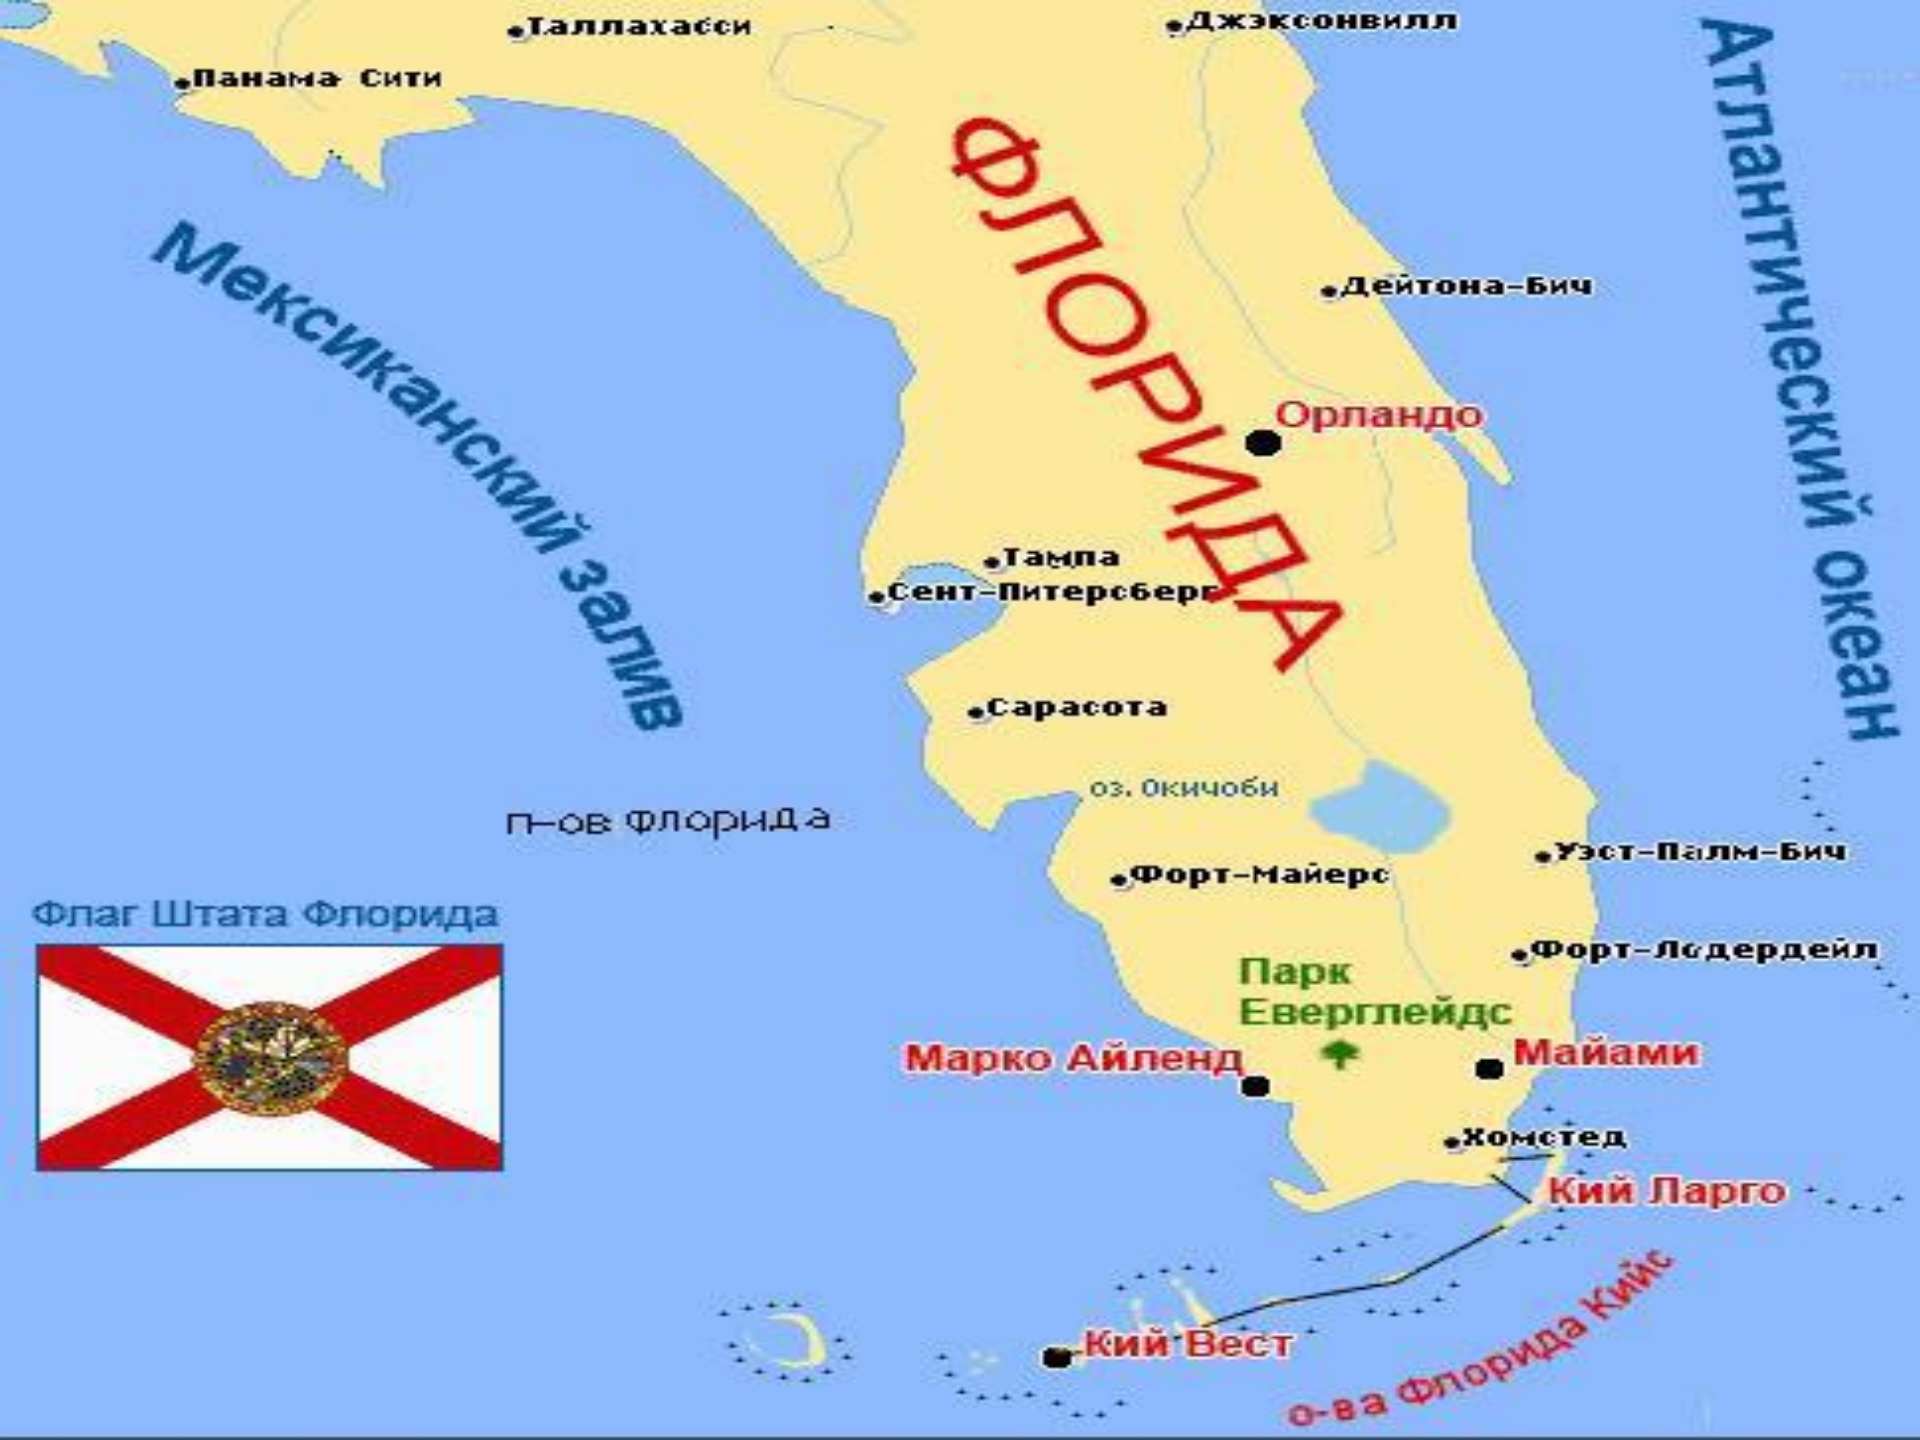 Таллахасси
Джэксонвилл
Панама Сити
Атлантический океан
ФЛОРИДА
Мексиканский залив
Дейтона-Бич
Орландо
Тампа
Сент-Питерсберг
Сарасота
оз. Окичоби
п-ов Флорида
Уэст-Палм-Бич
Форт-Майерс
Флаг Штата Флорида
Форт-Лодердейл
Парк
Еверглейдс
Марко Айленд
Майами
Хомстед
Кий Ларго
Кий Вест
о-ва Флорида Кийс